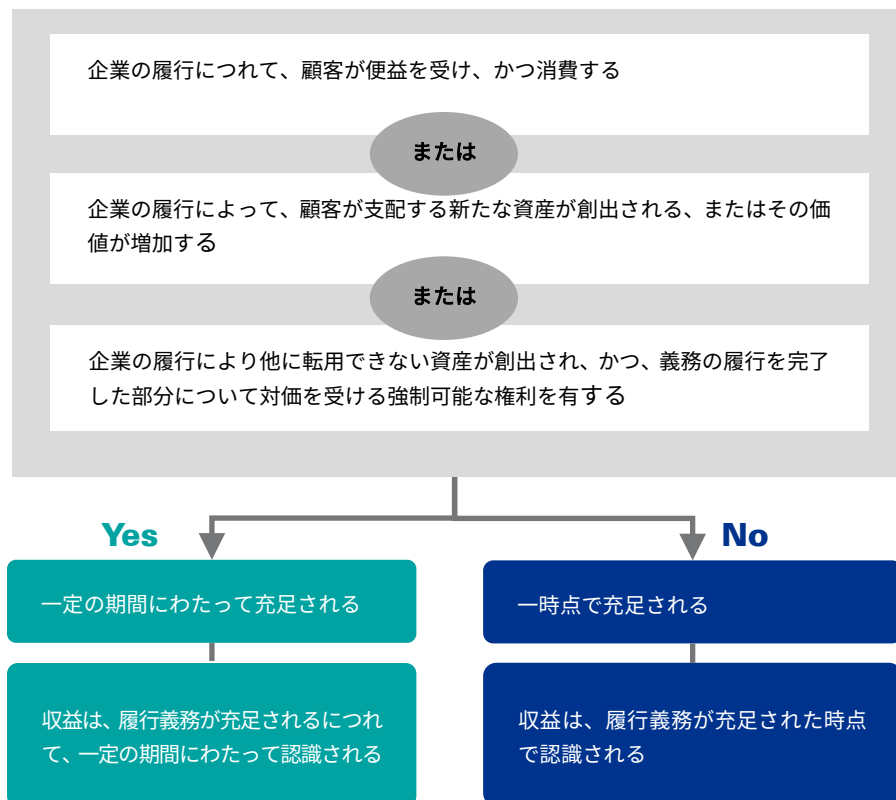 企業の履行につれて、顧客が便益を受け、かつ消費する
または
企業の履行によって、顧客が支配する新たな資産が創出される、またはその価
値が増加する
または
企業の履行により他に転用できない資産が創出され、かつ、義務の履行を完了
した部分について対価を受ける強制可能な権利を有する
Yes
No
一定の期間にわたって充足される
一時点で充足される
収益は、履行義務が充足されるにつれ
て、一定の期間にわたって認識される
収益は、履行義務が充足された時点
で認識される